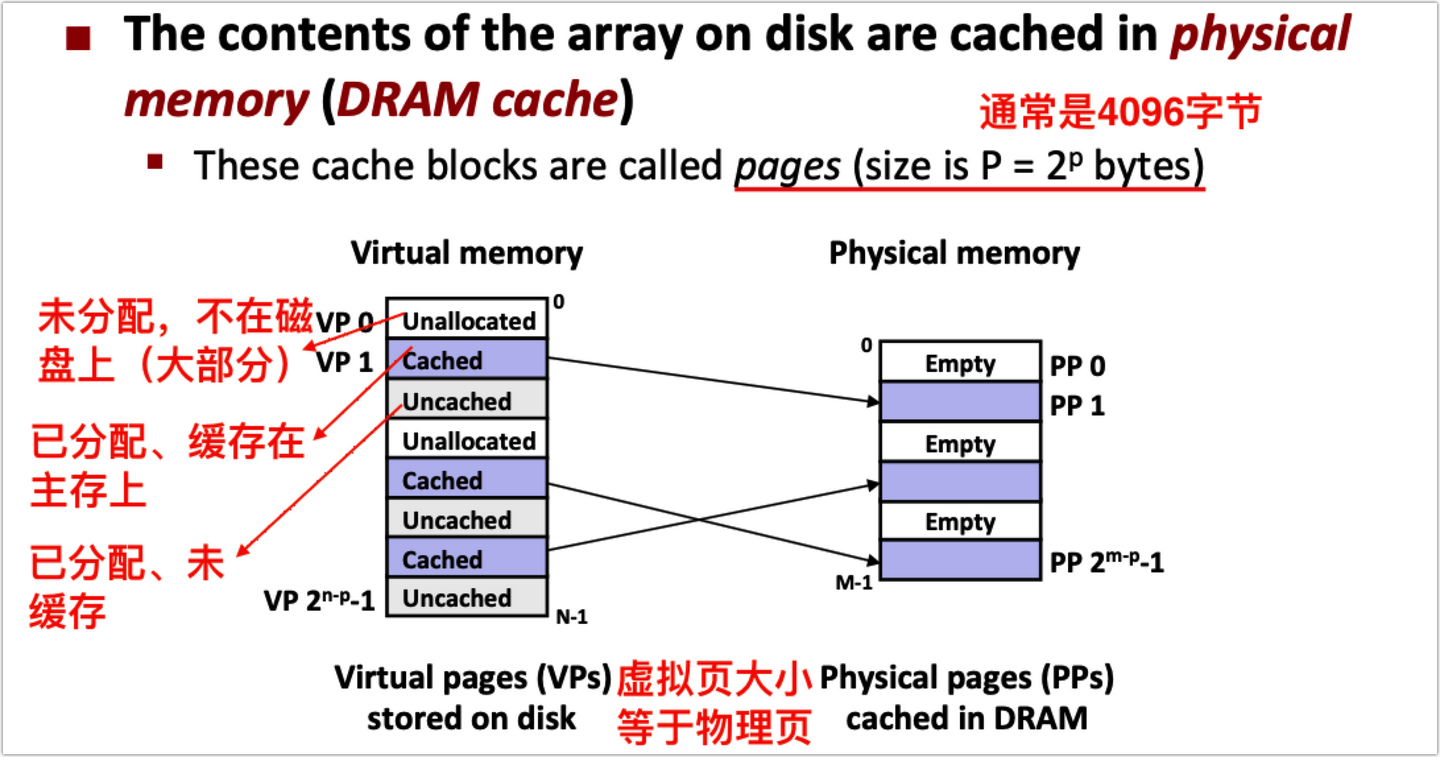 ■ The contents of the array on disk are cached in physical
memory (DRAM cache)
通常是4096字节
▪ These cache blocks are called pages (size is P = 2ᵖ bytes)
Virtual memory
Physical memory
未分配，不在磁
盘上（大部分）
已分配、缓存在
主存上
已分配、未
缓存
VP 0
VP 1
VP 2ⁿ⁻ᵖ-1
0
Unallocated
Cached
Uncached
Unallocated
Cached
Uncached
Cached
Uncached
N-1
0
Empty
PP 0
PP 1
Empty
Empty
PP 2ᵐ⁻ᵖ-1
M-1
Virtual pages (VPs)
stored on disk
虚拟页大小
等于物理页
Physical pages (PPs)
cached in DRAM